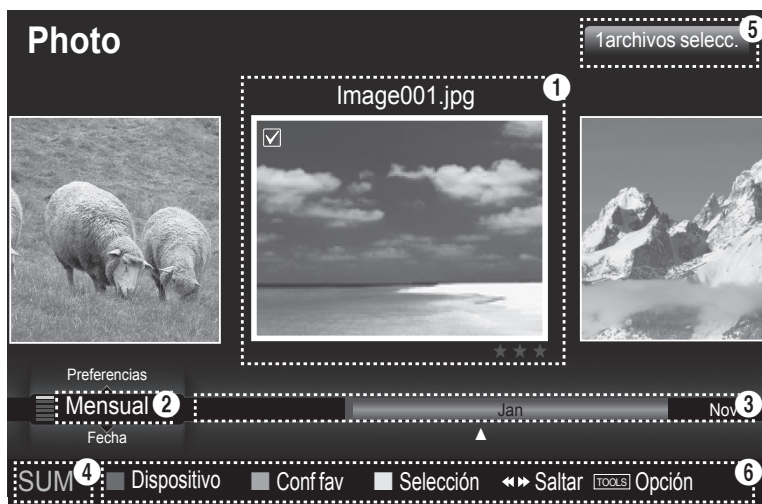 Photo
1archivos selecc. 5
1
Image001.jpg
Preferencias
Mensual 2
Jan
Nov 3
Fecha
SUM 4
Dispositivo Conf fav Selección Saltar TOOLS Opción 6